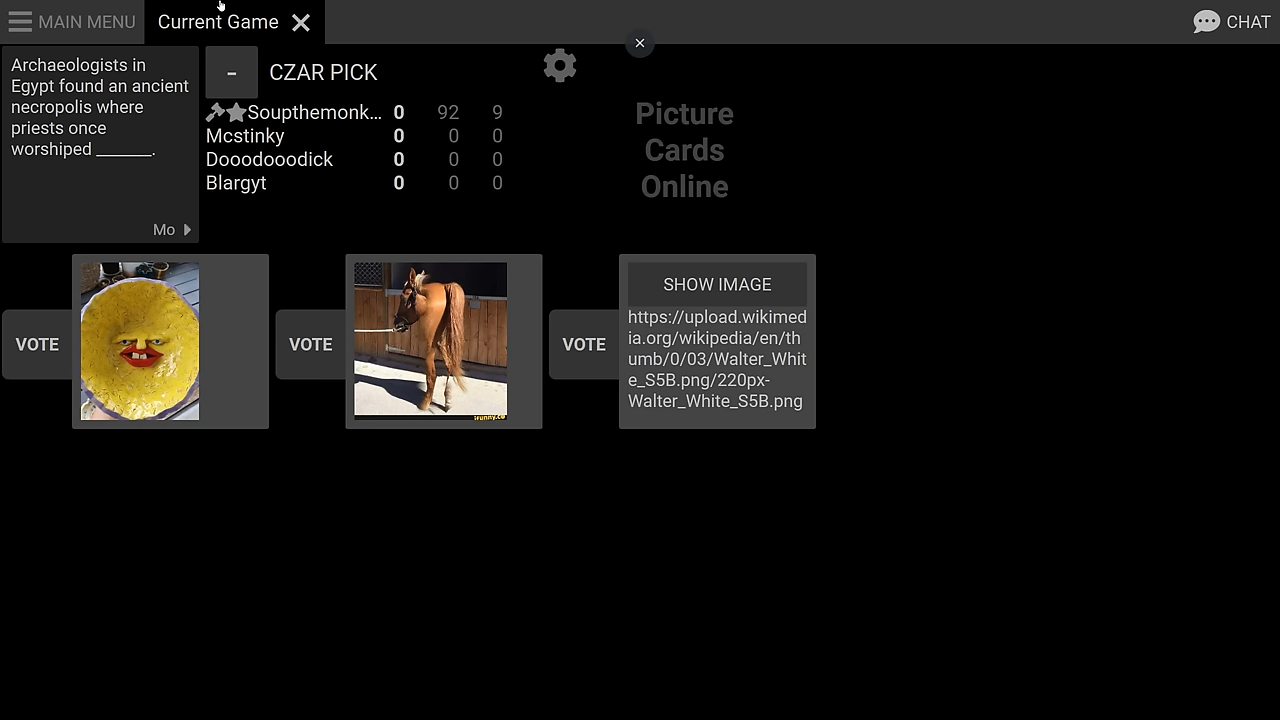 MAIN MENU
Current Game
CHAT
Archaeologists in
Egypt found an ancient
necropolis where
priests once
worshiped ______.
Mo
-
CZAR PICK
Soupthemonk... 0 92 9
Mcstinky 0 0 0
Dooodooodick 0 0 0
Blargyt 0 0 0
Picture
Cards
Online
VOTE
VOTE
ifunny.co
VOTE
SHOW IMAGE
https://upload.wikimed
ia.org/wikipedia/en/th
umb/0/03/Walter_Whit
e_S5B.png/220px-
Walter_White_S5B.png